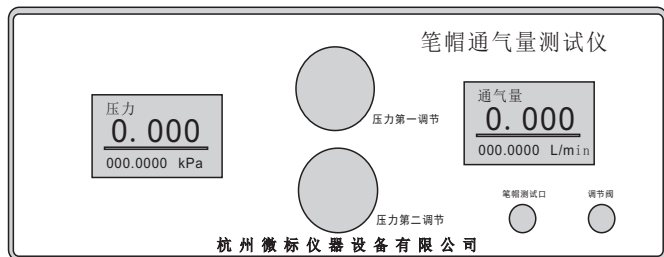 笔帽通气量测试仪
压力
0.000
000.0000 kPa
压力第一调节
通气量
0.000
000.0000 L/min
压力第二调节
笔帽测试口
调节阀
杭州微标仪器设备有限公司